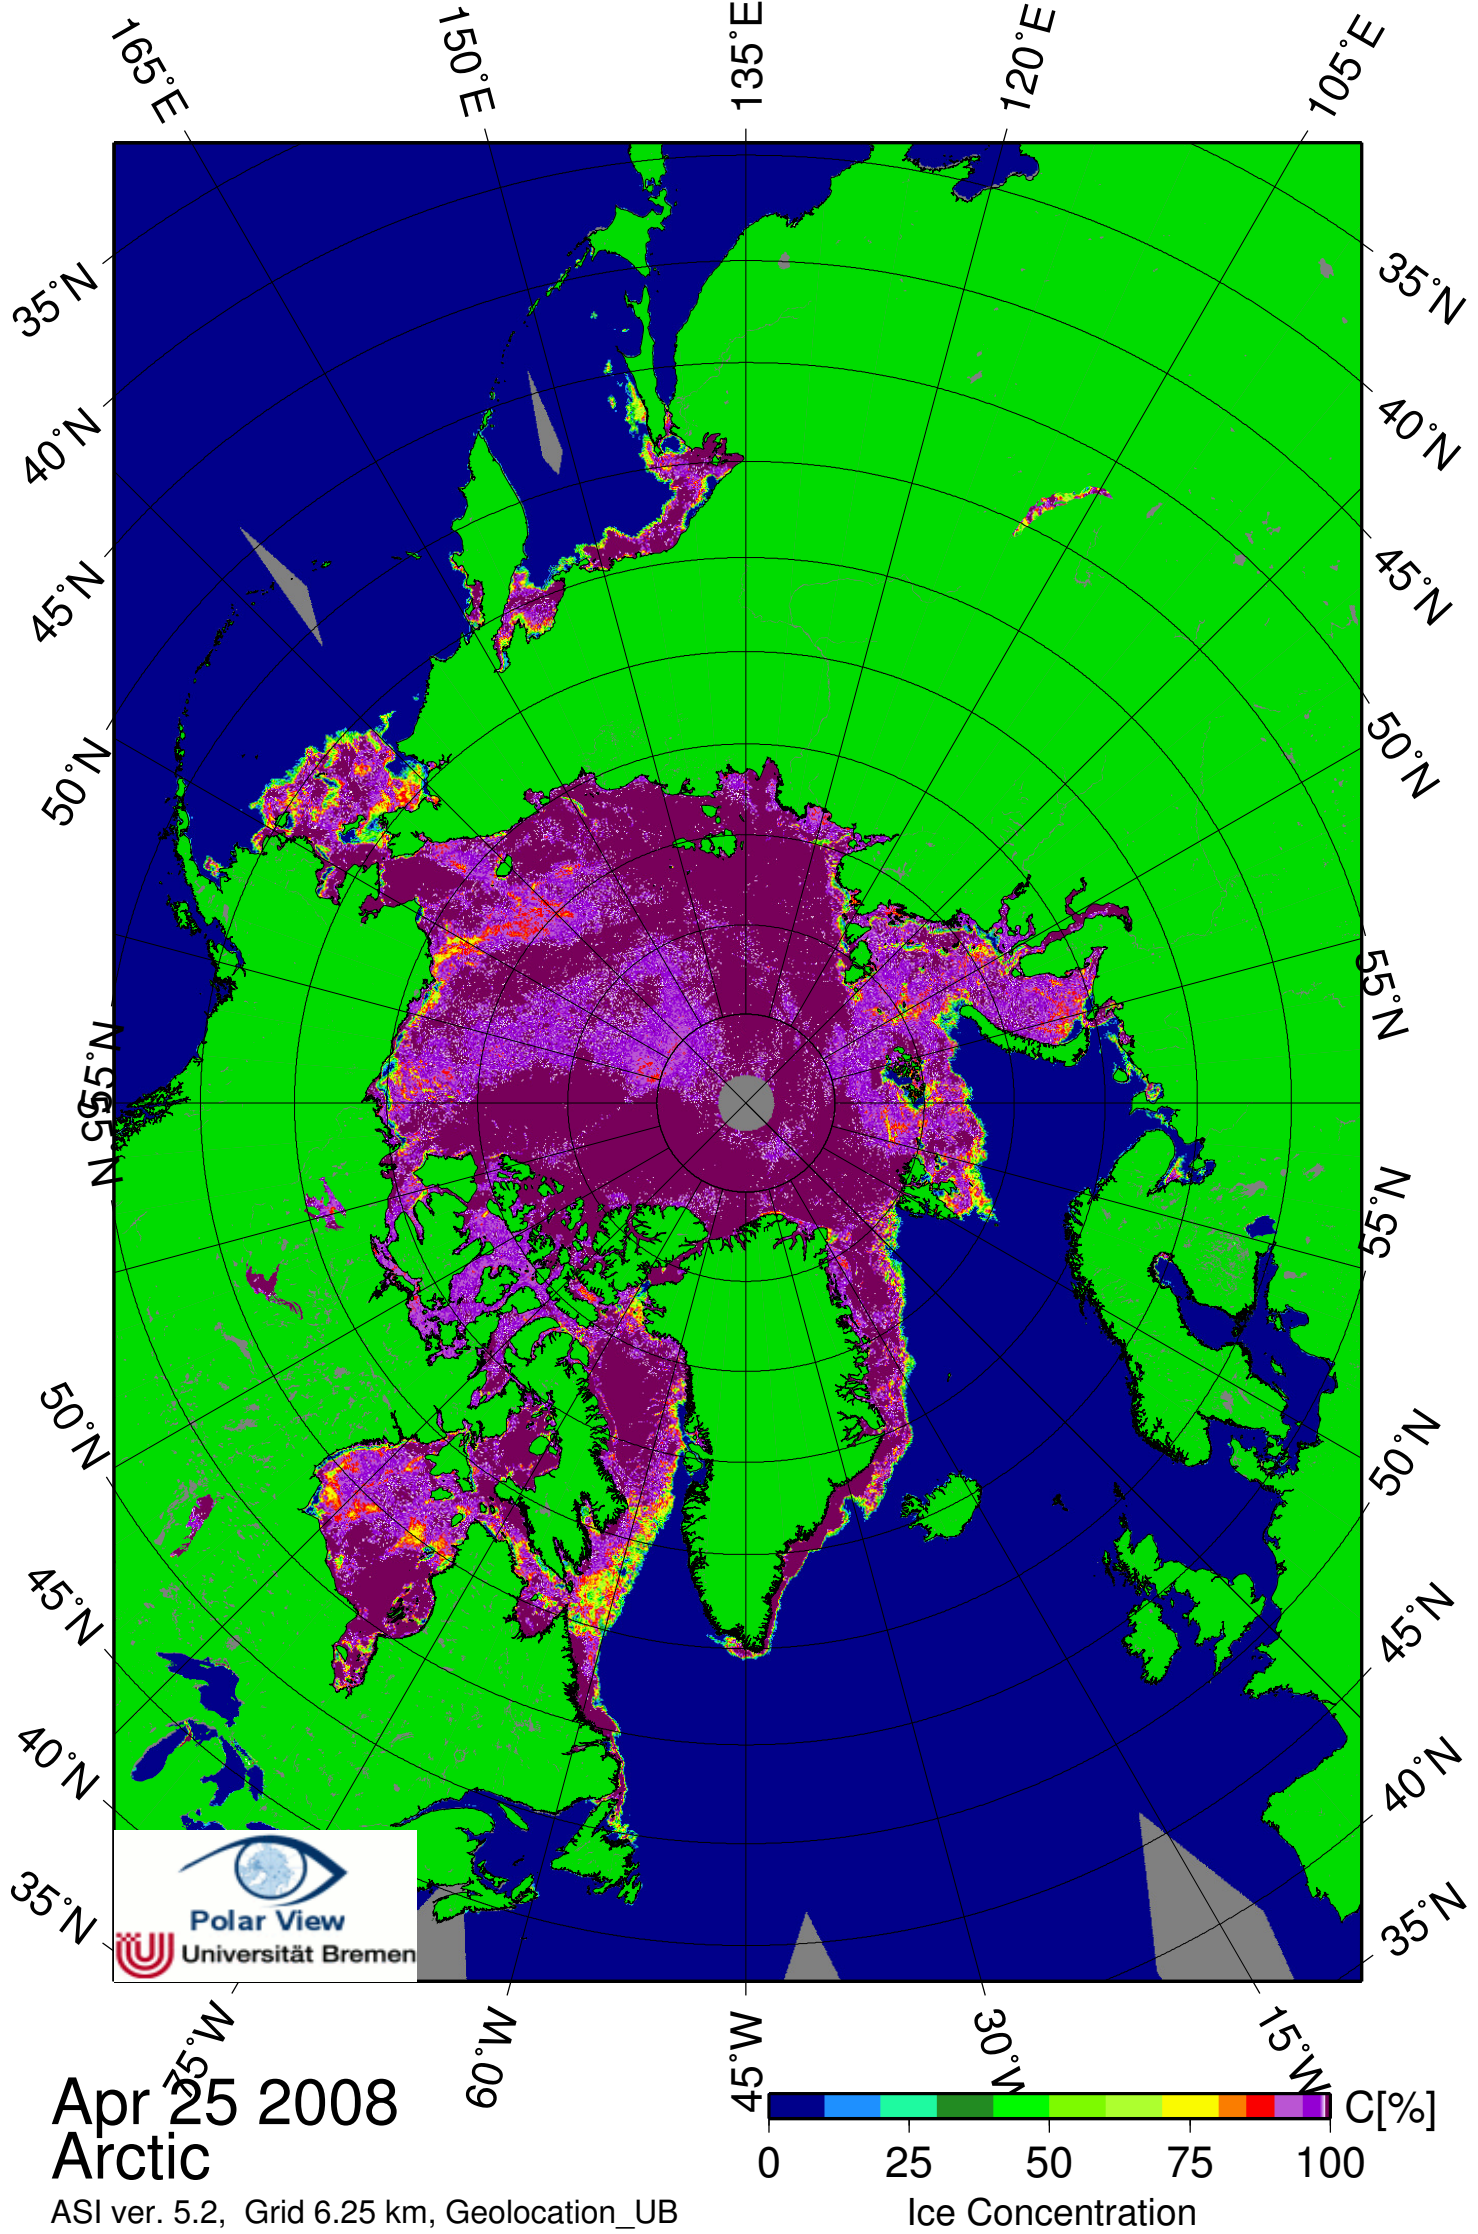 165°E 150°E 135°E 120°E 105°E
35°N 35°N
40°N 40°N
45°N 45°N
50°N 50°N
55°N 55°N
55°N 55°N
50°N 50°N
45°N 45°N
40°N 40°N
35°N 35°N
Polar View
Universität Bremen
75°W 60°W 45°W 30°W 15°W
Apr 25 2008
Arctic
ASI ver. 5.2, Grid 6.25 km, Geolocation_UB
C[%]
0 25 50 75 100
Ice Concentration